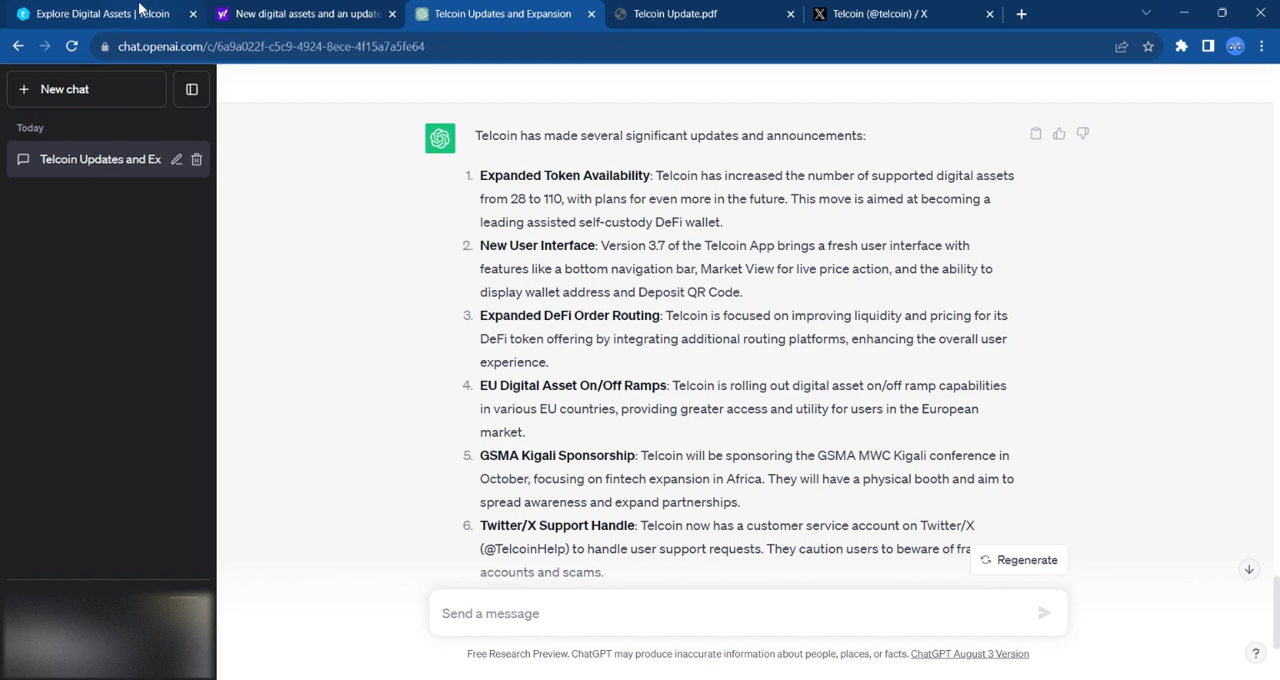 Explore Digital Assets | Telcoin
New digital assets and an update
Telcoin Updates and Expansion
Telcoin Update.pdf
Telcoin (@telcoin) / X
chat.openai.com/c/6a9a022f-c5c9-4924-8ece-4f15a7a5fe64
New chat
Today
Telcoin Updates and Ex
Telcoin has made several significant updates and announcements:
1. Expanded Token Availability: Telcoin has increased the number of supported digital assets
from 28 to 110, with plans for even more in the future. This move is aimed at becoming a
leading assisted self-custody DeFi wallet.
2. New User Interface: Version 3.7 of the Telcoin App brings a fresh user interface with
features like a bottom navigation bar, Market View for live price action, and the ability to
display wallet address and Deposit QR Code.
3. Expanded DeFi Order Routing: Telcoin is focused on improving liquidity and pricing for its
DeFi token offering by integrating additional routing platforms, enhancing the overall user
experience.
4. EU Digital Asset On/Off Ramps: Telcoin is rolling out digital asset on/off ramp capabilities
in various EU countries, providing greater access and utility for users in the European
market.
5. GSMA Kigali Sponsorship: Telcoin will be sponsoring the GSMA MWC Kigali conference in
October, focusing on fintech expansion in Africa. They will have a physical booth and aim to
spread awareness and expand partnerships.
6. Twitter/X Support Handle: Telcoin now has a customer service account on Twitter/X
(@TelcoinHelp) to handle user support requests. They caution users to beware of fra
accounts and scams.
Regenerate
Send a message
Free Research Preview. ChatGPT may produce inaccurate information about people, places, or facts. ChatGPT August 3 Version
?